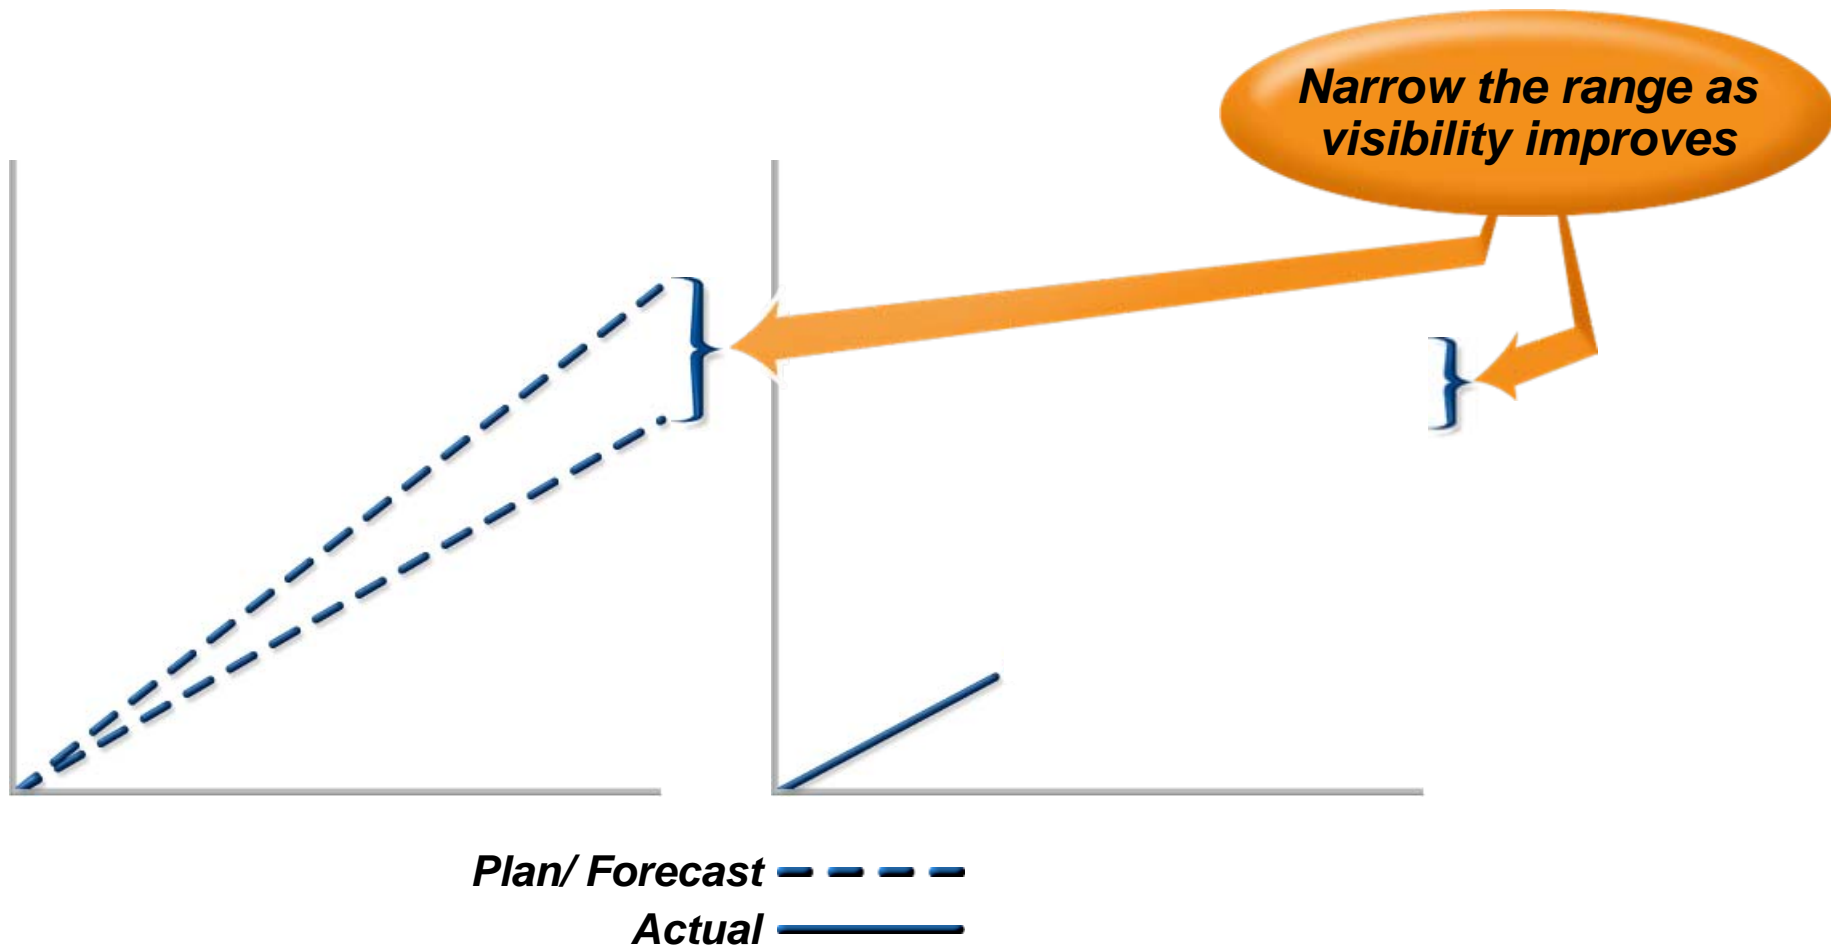 Narrow the range as
visibility improves
Plan/ Forecast
Actual